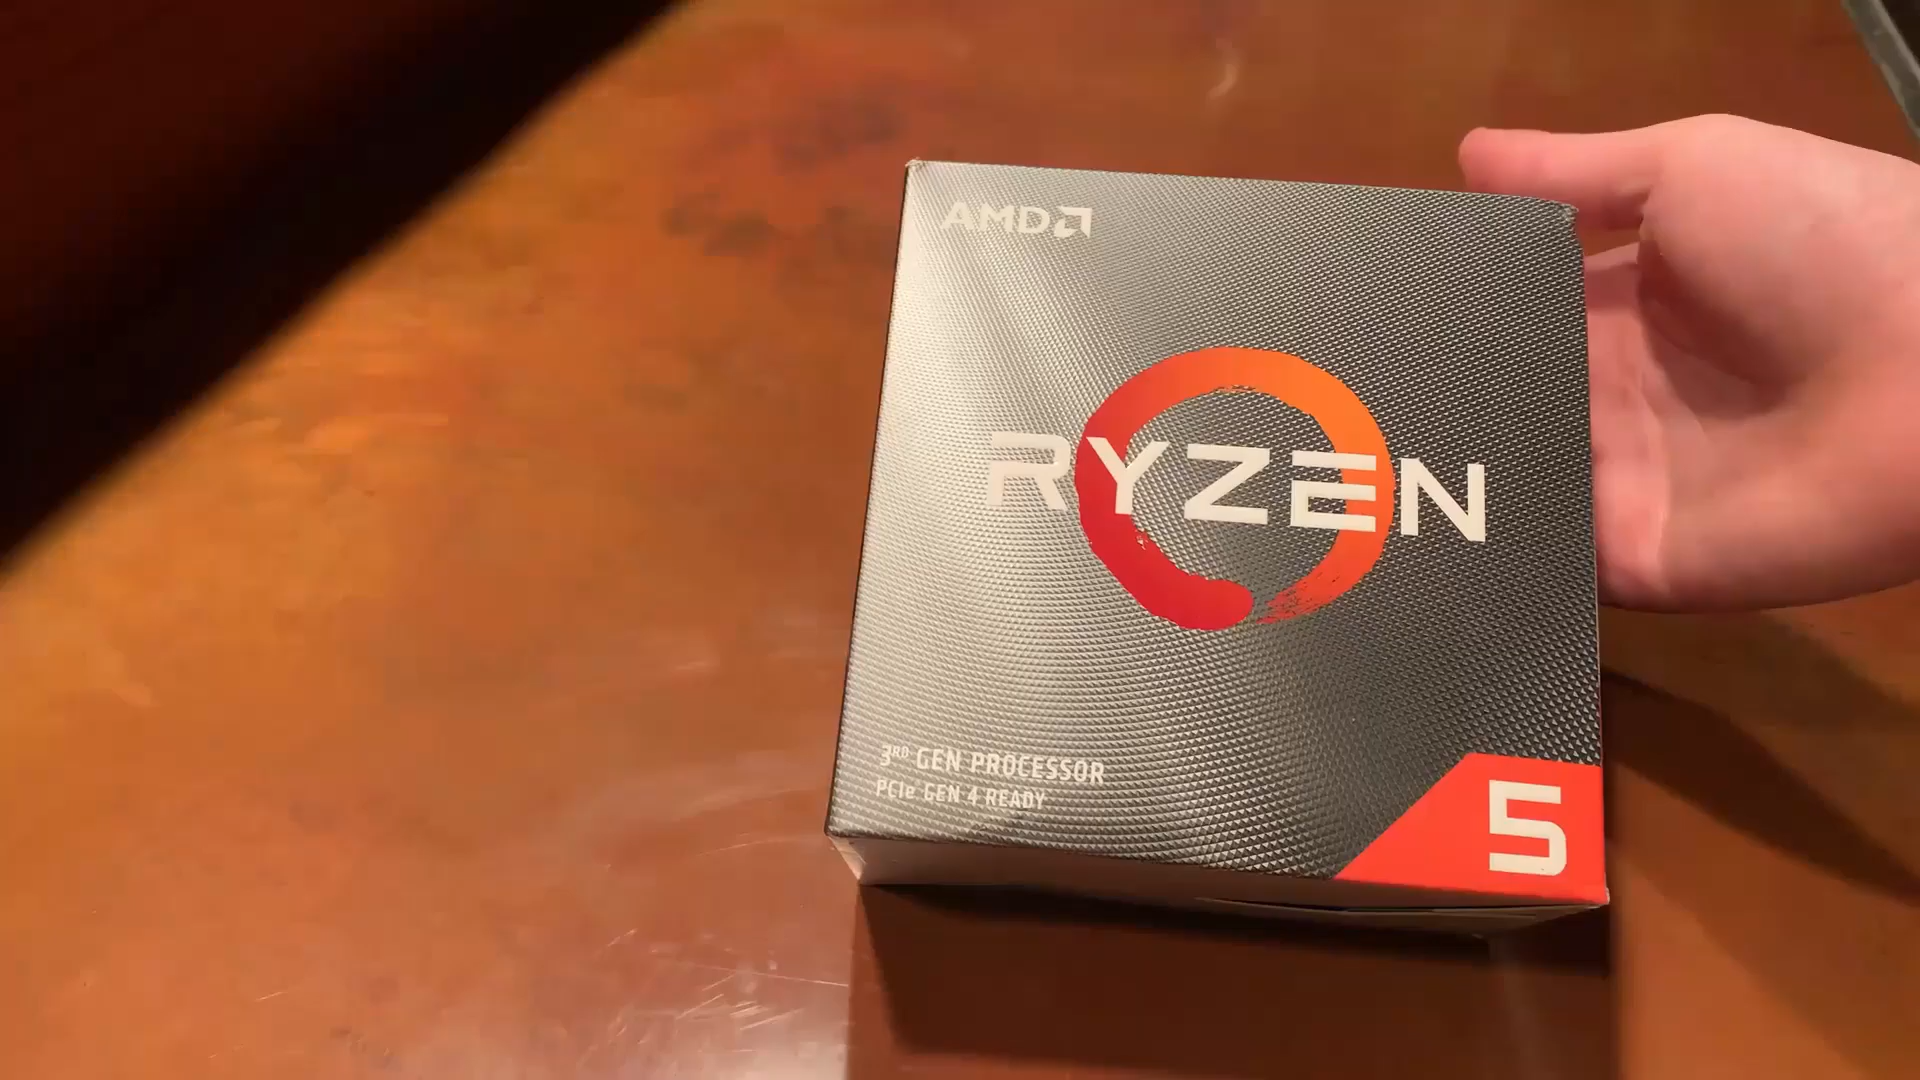 AMD
RYZEN
3RD GEN PROCESSOR
PCIe GEN 4 READY
5